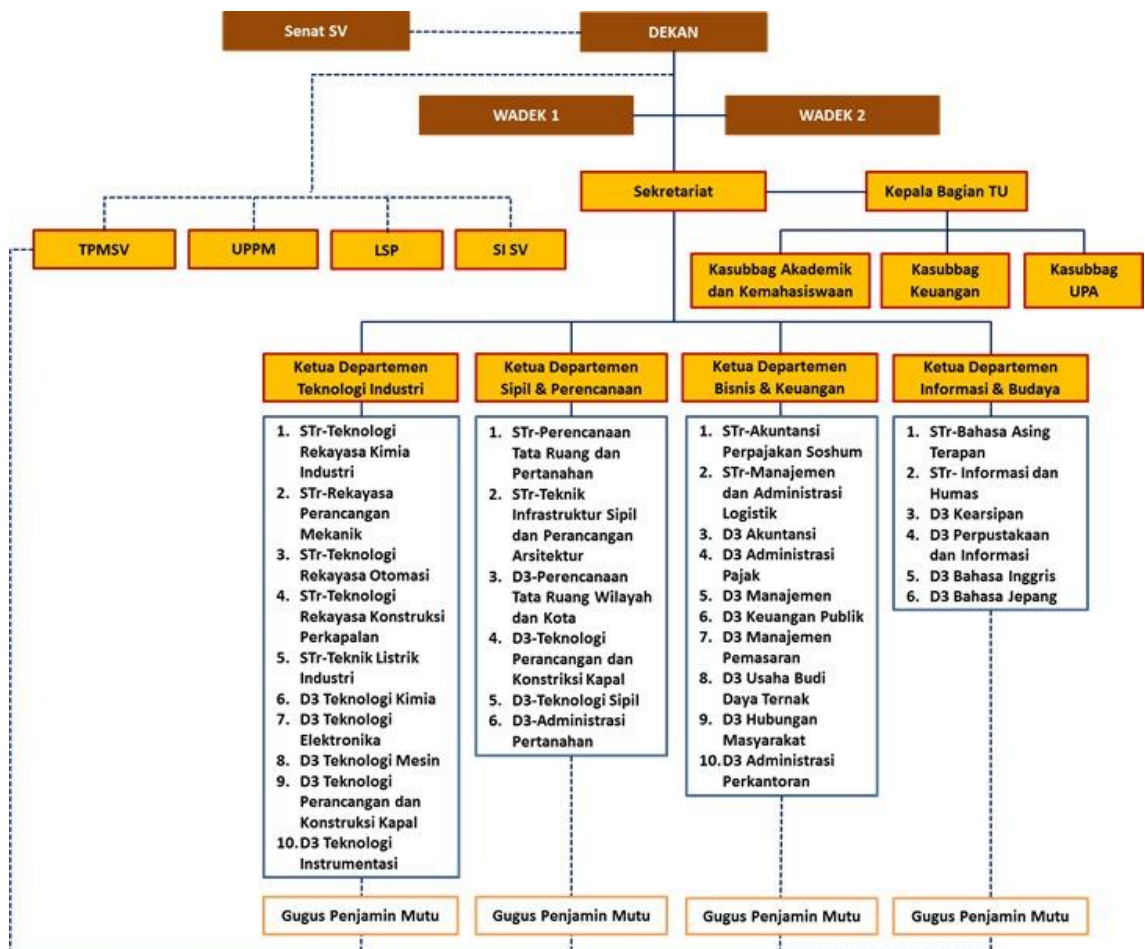 Senat SV
DEKAN
WADEK 1
WADEK 2
Sekretariat
Kepala Bagian TU
TPMSV
UPPM
LSP
SI SV
Kasubbag Akademik
dan Kemahasiswaan
Kasubbag
Keuangan
Kasubbag
UPA
Ketua Departemen
Teknologi Industri
1. STr-Teknologi
Rekayasa Kimia
Industri
2. STr-Rekayasa
Perancangan
Mekanik
3. STr-Teknologi
Rekayasa Otomasi
4. STr-Teknologi
Rekayasa Konstruksi
Perkapalan
5. STr-Teknik Listrik
Industri
6. D3 Teknologi Kimia
7. D3 Teknologi
Elektronika
8. D3 Teknologi Mesin
9. D3 Teknologi
Perancangan dan
Konstruksi Kapal
10. D3 Teknologi
Instrumentasi
Gugus Penjamin Mutu
Ketua Departemen
Sipil & Perencanaan
1. STr-Perencanaan
Tata Ruang dan
Pertanahan
2. STr-Teknik
Infrastruktur Sipil
dan Perancangan
Arsitektur
3. D3-Perencanaan
Tata Ruang Wilayah
dan Kota
4. D3-Teknologi
Perancangan dan
Konstriksi Kapal
5. D3-Teknologi Sipil
6. D3-Administrasi
Pertanahan
Gugus Penjamin Mutu
Ketua Departemen
Bisnis & Keuangan
1. STr-Akuntansi
Perpajakan Soshum
2. STr-Manajemen
dan Administrasi
Logistik
3. D3 Akuntansi
4. D3 Administrasi
Pajak
5. D3 Manajemen
6. D3 Keuangan Publik
7. D3 Manajemen
Pemasaran
8. D3 Usaha Budi
Daya Ternak
9. D3 Hubungan
Masyarakat
10. D3 Administrasi
Perkantoran
Gugus Penjamin Mutu
Ketua Departemen
Informasi & Budaya
1. STr-Bahasa Asing
Terapan
2. STr- Informasi dan
Humas
3. D3 Kearsipan
4. D3 Perpustakaan
dan Informasi
5. D3 Bahasa Inggris
6. D3 Bahasa Jepang
Gugus Penjamin Mutu